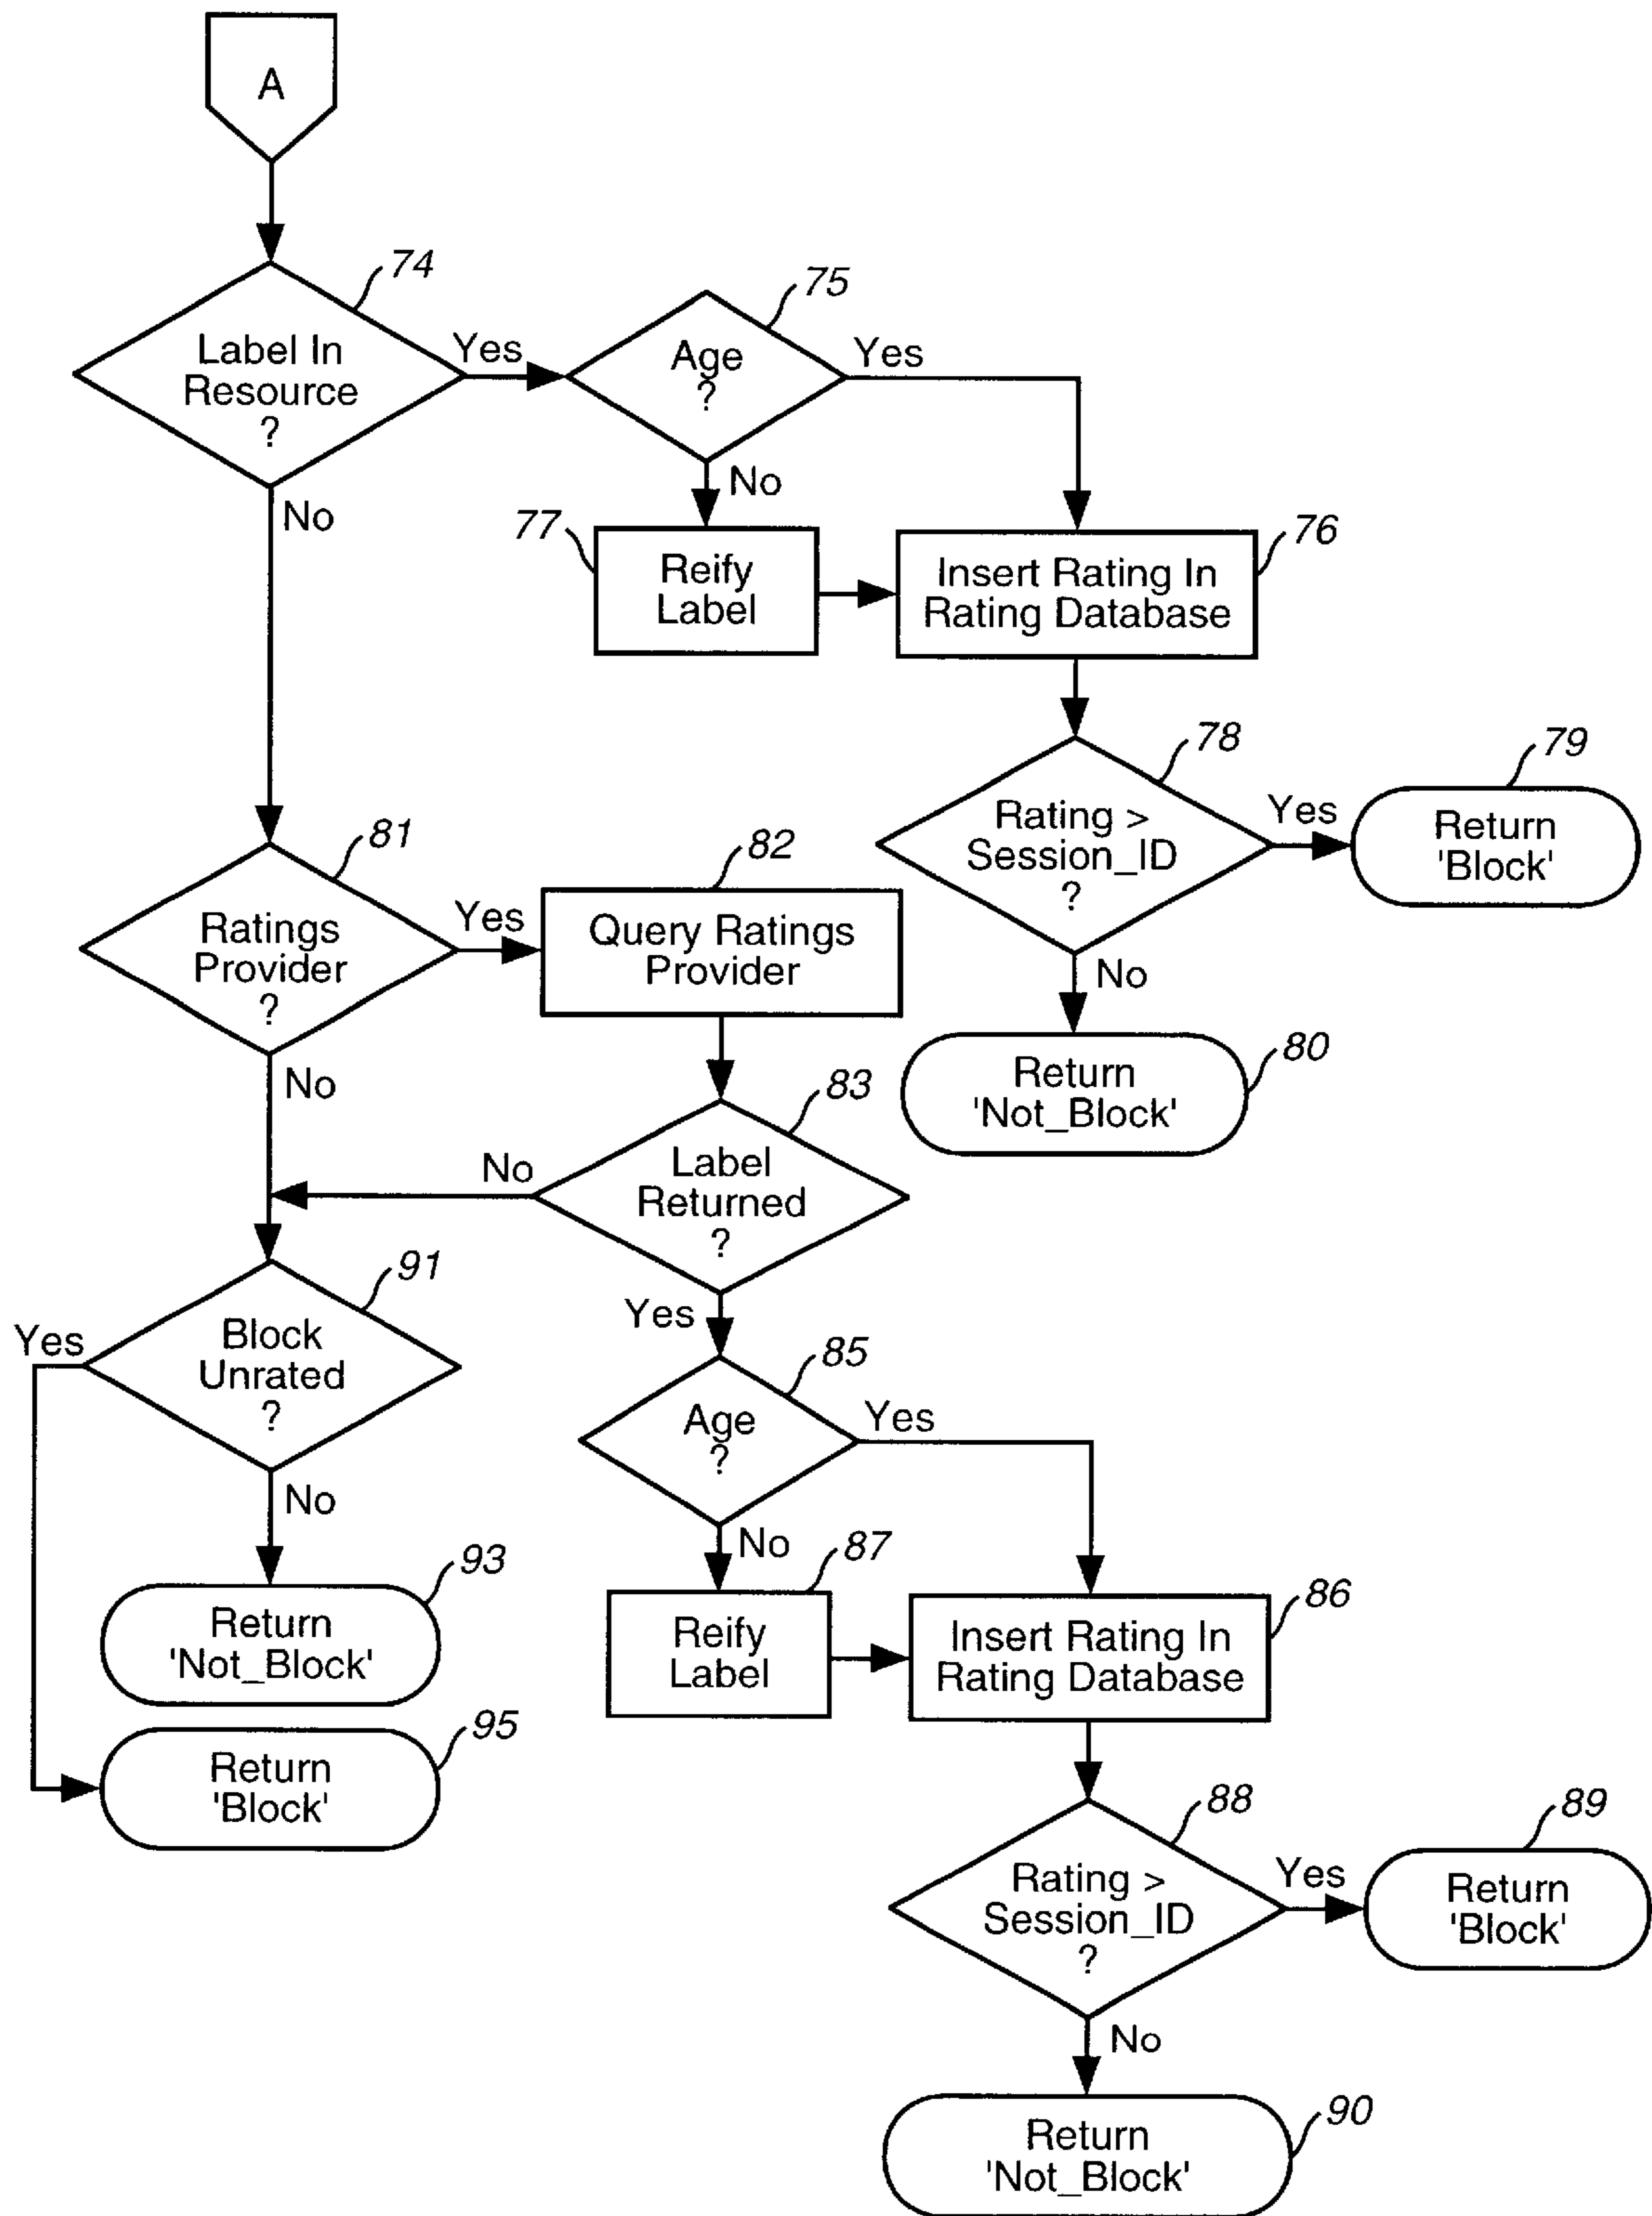 A
74
Label In
Resource
?
Yes
No
75
Age
?
Yes
No
77
Reify
Label
76
Insert Rating In
Rating Database
78
Rating >
Session_ID
?
Yes
No
79
Return
'Block'
80
Return
'Not_Block'
81
Ratings
Provider
?
Yes
No
82
Query Ratings
Provider
83
Label
Returned
?
No
Yes
91
Block
Unrated
?
Yes
No
93
Return
'Not_Block'
95
Return
'Block'
85
Age
?
Yes
No
87
Reify
Label
86
Insert Rating In
Rating Database
88
Rating >
Session_ID
?
Yes
No
89
Return
'Block'
90
Return
'Not_Block'